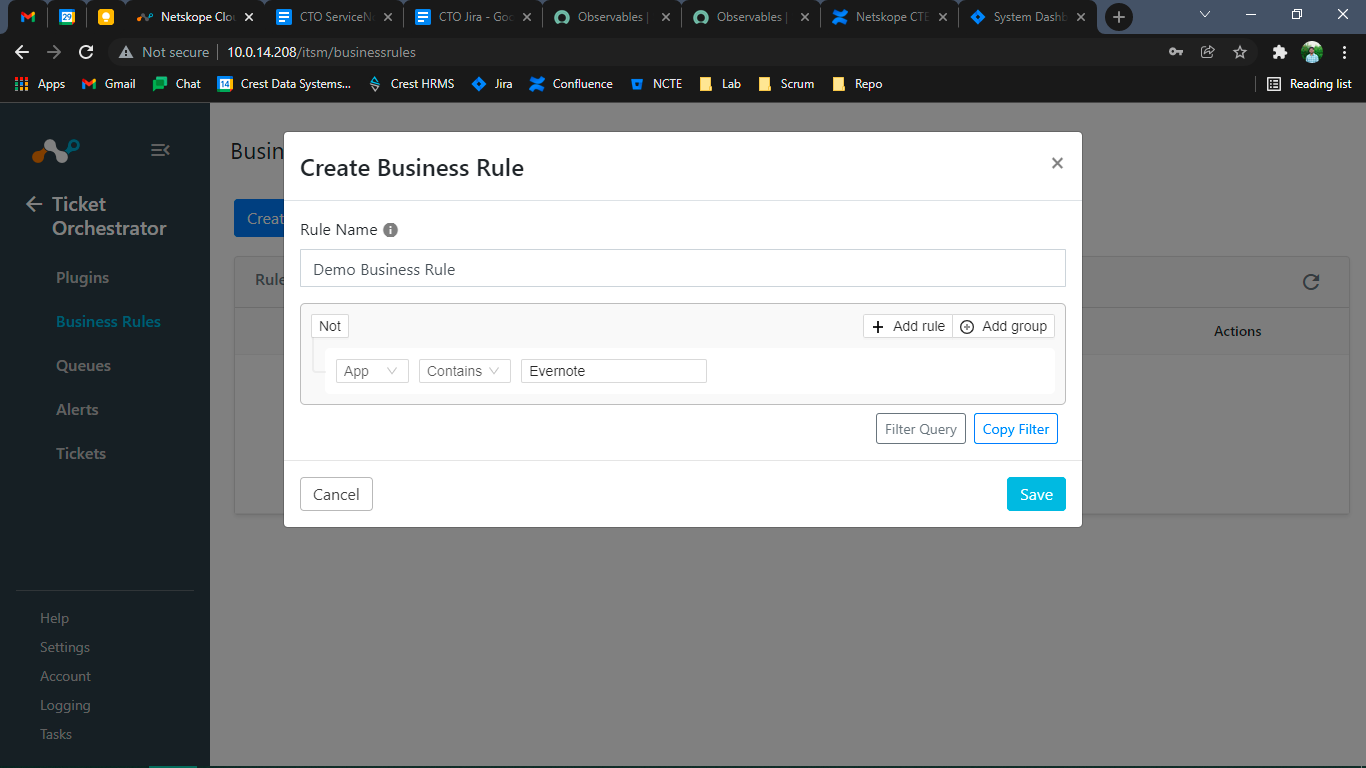 Netskope Clou
CTO ServiceN
CTO Jira - Goo
Observables |
Observables |
Netskope CTE
System Dashb
Not secure
10.0.14.208/itsm/businessrules
Apps
Gmail
Chat
14
Crest Data Systems...
Crest HRMS
Jira
Confluence
NCTE
Lab
Scrum
Repo
Reading list
Ticket
Orchestrator
Plugins
Business Rules
Queues
Alerts
Tickets
Help
Settings
Account
Logging
Tasks
Busin
Creat
Rule
Actions
Create Business Rule
Rule Name
Demo Business Rule
Not
Add rule
Add group
App
Contains
Evernote
Filter Query
Copy Filter
Cancel
Save